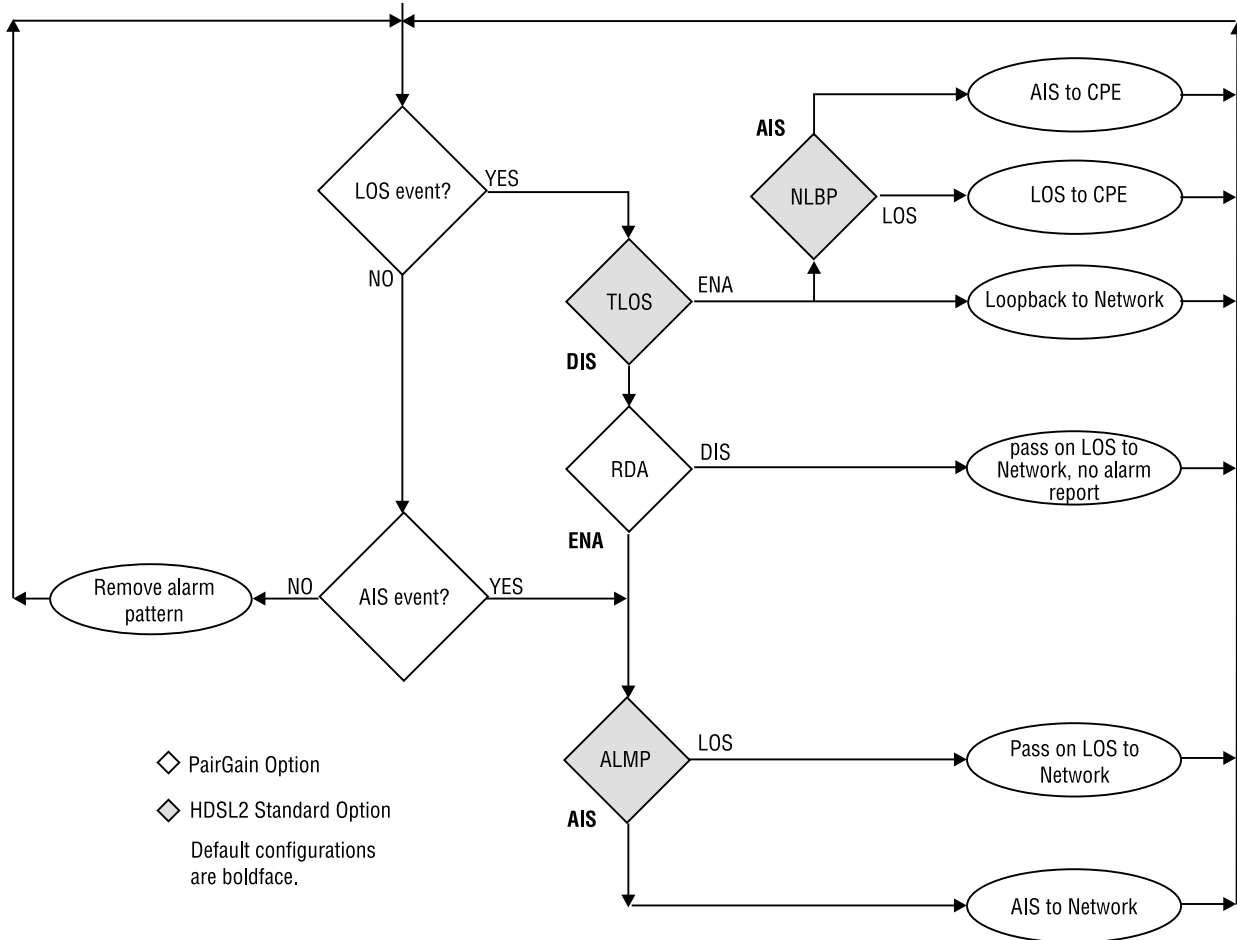 AIS to CPE
AIS
LOS event?
YES
NLBP
LOS
LOS to CPE
NO
TLOS
ENA
Loopback to Network
DIS
RDA
DIS
pass on LOS to
Network, no alarm
report
ENA
Remove alarm
pattern
NO
AIS event?
YES
ALMP
LOS
Pass on LOS to
Network
AIS
AIS to Network
PairGain Option
HDSL2 Standard Option
Default configurations
are boldface.